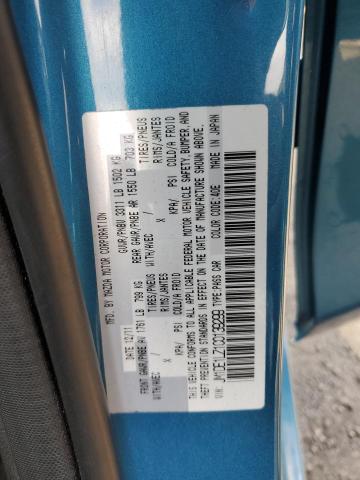 MFD. BY MAZDA MOTOR CORPORATION
DATE 12/11 GVWR/PNBV 3311 LB 1502 KG
FRONT GAWR/PNBE AV 1761 LB 799 KG REAR GAWR/PNBE AR 1550 LB 703 KG
TIRES/PNEUS TIRES/PNEUS
WITH/AVEC X RIMS/JANTES WITH/AVEC / RIMS/JANTES
KPA/ PSI COLD/A FROID X KPA/ PSI COLD/A FROID
THIS VEHICLE CONFORMS TO ALL APPLICABLE FEDERAL MOTOR VEHICLE SAFETY, BUMPER, AND
THEFT PREVENTION STANDARDS IN EFFECT ON THE DATE OF MANUFACTURE SHOWN ABOVE.
VIN: JM1DE1LZ1C0139299 COLOR CODE: 40E
TYPE: PASS CAR MADE IN JAPAN